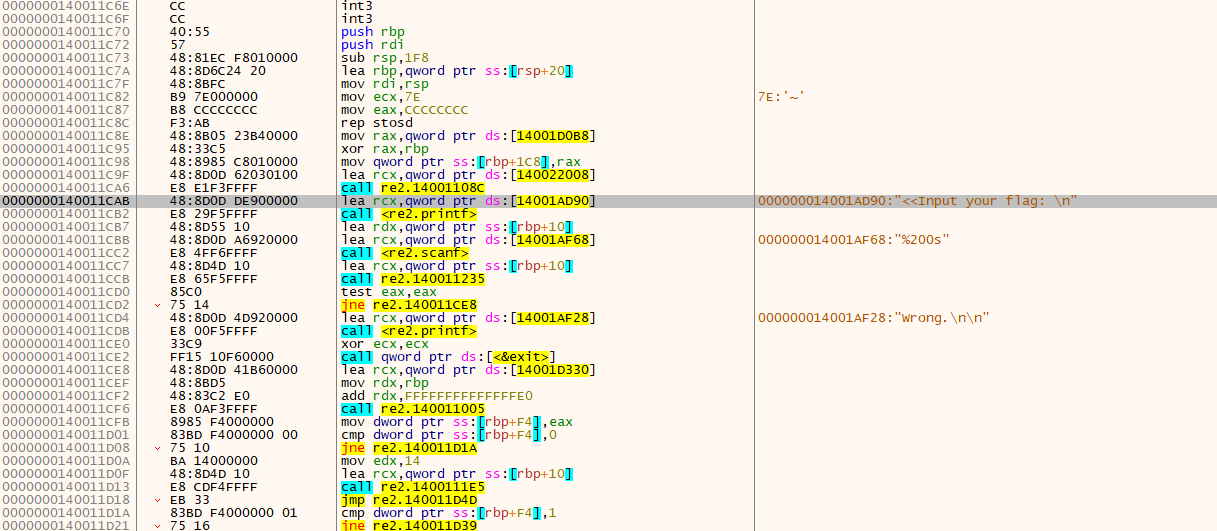 0000000140011C6E CC int3
0000000140011C6F CC int3
0000000140011C70 40:55 push rbp
0000000140011C72 57 push rdi
0000000140011C73 48:81EC F8010000 sub rsp,1F8
0000000140011C7A 48:8D6C24 20 lea rbp,qword ptr ss:[rsp+20]
0000000140011C7F 48:8BFC mov rdi,rsp
0000000140011C82 B9 7E000000 mov ecx,7E 7E:'~'
0000000140011C87 B8 CCCCCCCC mov eax,CCCCCCCC
0000000140011C8C F3:AB rep stosd
0000000140011C8E 48:8B05 23B40000 mov rax,qword ptr ds:[14001D0B8]
0000000140011C95 48:33C5 xor rax,rbp
0000000140011C98 48:8985 C8010000 mov qword ptr ss:[rbp+1C8],rax
0000000140011C9F 48:8D0D 62030100 lea rcx,qword ptr ds:[140022008]
0000000140011CA6 E8 E1F3FFFF call re2.14001108C
0000000140011CAB 48:8D0D DE900000 lea rcx,qword ptr ds:[14001AD90] 000000014001AD90:"<<Input your flag: \n"
0000000140011CB2 E8 29F5FFFF call <re2.printf>
0000000140011CB7 48:8D55 10 lea rdx,qword ptr ss:[rbp+10]
0000000140011CBB 48:8D0D A6920000 lea rcx,qword ptr ds:[14001AF68] 000000014001AF68:"%200s"
0000000140011CC2 E8 4FF6FFFF call <re2.scanf>
0000000140011CC7 48:8D4D 10 lea rcx,qword ptr ss:[rbp+10]
0000000140011CCB E8 65F5FFFF call re2.140011235
0000000140011CD0 85C0 test eax,eax
0000000140011CD2 75 14 jne re2.140011CE8
0000000140011CD4 48:8D0D 4D920000 lea rcx,qword ptr ds:[14001AF28] 000000014001AF28:"Wrong.\n\n"
0000000140011CDB E8 00F5FFFF call <re2.printf>
0000000140011CE0 33C9 xor ecx,ecx
0000000140011CE2 FF15 10F60000 call qword ptr ds:[<&exit>]
0000000140011CE8 48:8D0D 41B60000 lea rcx,qword ptr ds:[14001D330]
0000000140011CEF 48:8BD5 mov rdx,rbp
0000000140011CF2 48:83C2 E0 add rdx,FFFFFFFFFFFFFFE0
0000000140011CF6 E8 0AF3FFFF call re2.140011005
0000000140011CFB 8985 F4000000 mov dword ptr ss:[rbp+F4],eax
0000000140011D01 83BD F4000000 00 cmp dword ptr ss:[rbp+F4],0
0000000140011D08 75 10 jne re2.140011D1A
0000000140011D0A BA 14000000 mov edx,14
0000000140011D0F 48:8D4D 10 lea rcx,qword ptr ss:[rbp+10]
0000000140011D13 E8 CDF4FFFF call re2.1400111E5
0000000140011D18 EB 33 jmp re2.140011D4D
0000000140011D1A 83BD F4000000 01 cmp dword ptr ss:[rbp+F4],1
0000000140011D21 75 16 jne re2.140011D39